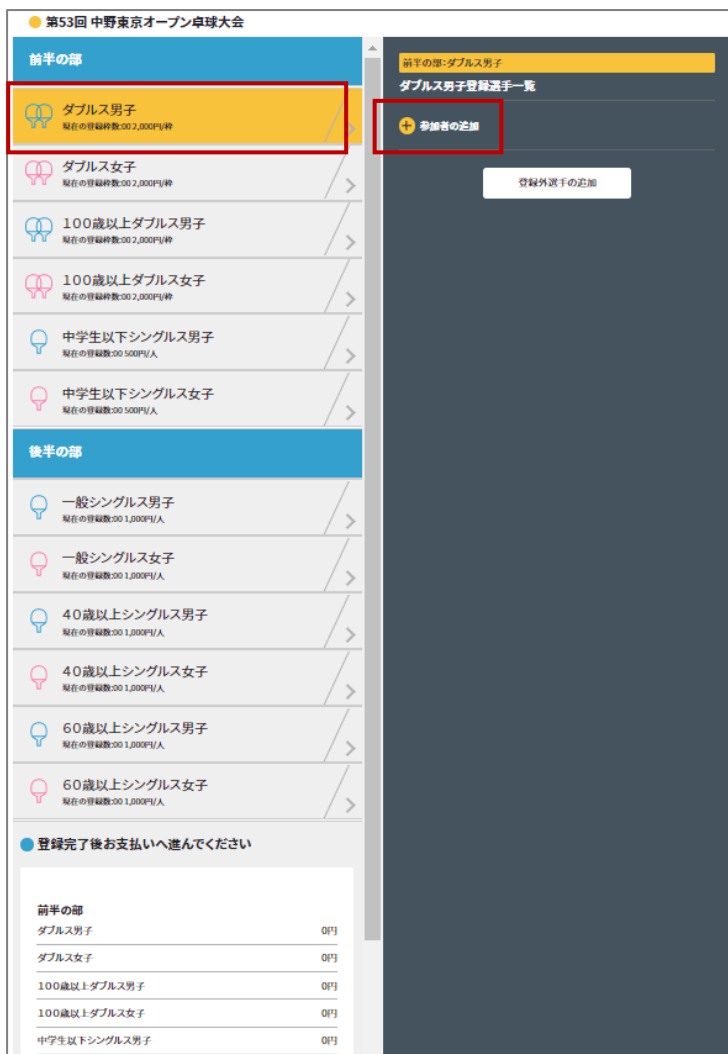 第53回 中野東京オープン卓球大会
前半の部
ダブルス男子
現在の登録枠数:00 2,000円/枠
ダブルス女子
現在の登録枠数:00 2,000円/枠
100歳以上ダブルス男子
現在の登録枠数:00 2,000円/枠
100歳以上ダブルス女子
現在の登録枠数:00 2,000円/枠
中学生以下シングルス男子
現在の登録数:00 500円/人
中学生以下シングルス女子
現在の登録数:00 500円/人
後半の部
一般シングルス男子
現在の登録数:00 1,000円/人
一般シングルス女子
現在の登録数:00 1,000円/人
40歳以上シングルス男子
現在の登録数:00 1,000円/人
40歳以上シングルス女子
現在の登録数:00 1,000円/人
60歳以上シングルス男子
現在の登録数:00 1,000円/人
60歳以上シングルス女子
現在の登録数:00 1,000円/人
登録完了後お支払いへ進んでください
前半の部
ダブルス男子 0円
ダブルス女子 0円
100歳以上ダブルス男子 0円
100歳以上ダブルス女子 0円
中学生以下シングルス男子 0円
前半の部:ダブルス男子
ダブルス男子登録選手一覧
参加者の追加
登録外選手の追加